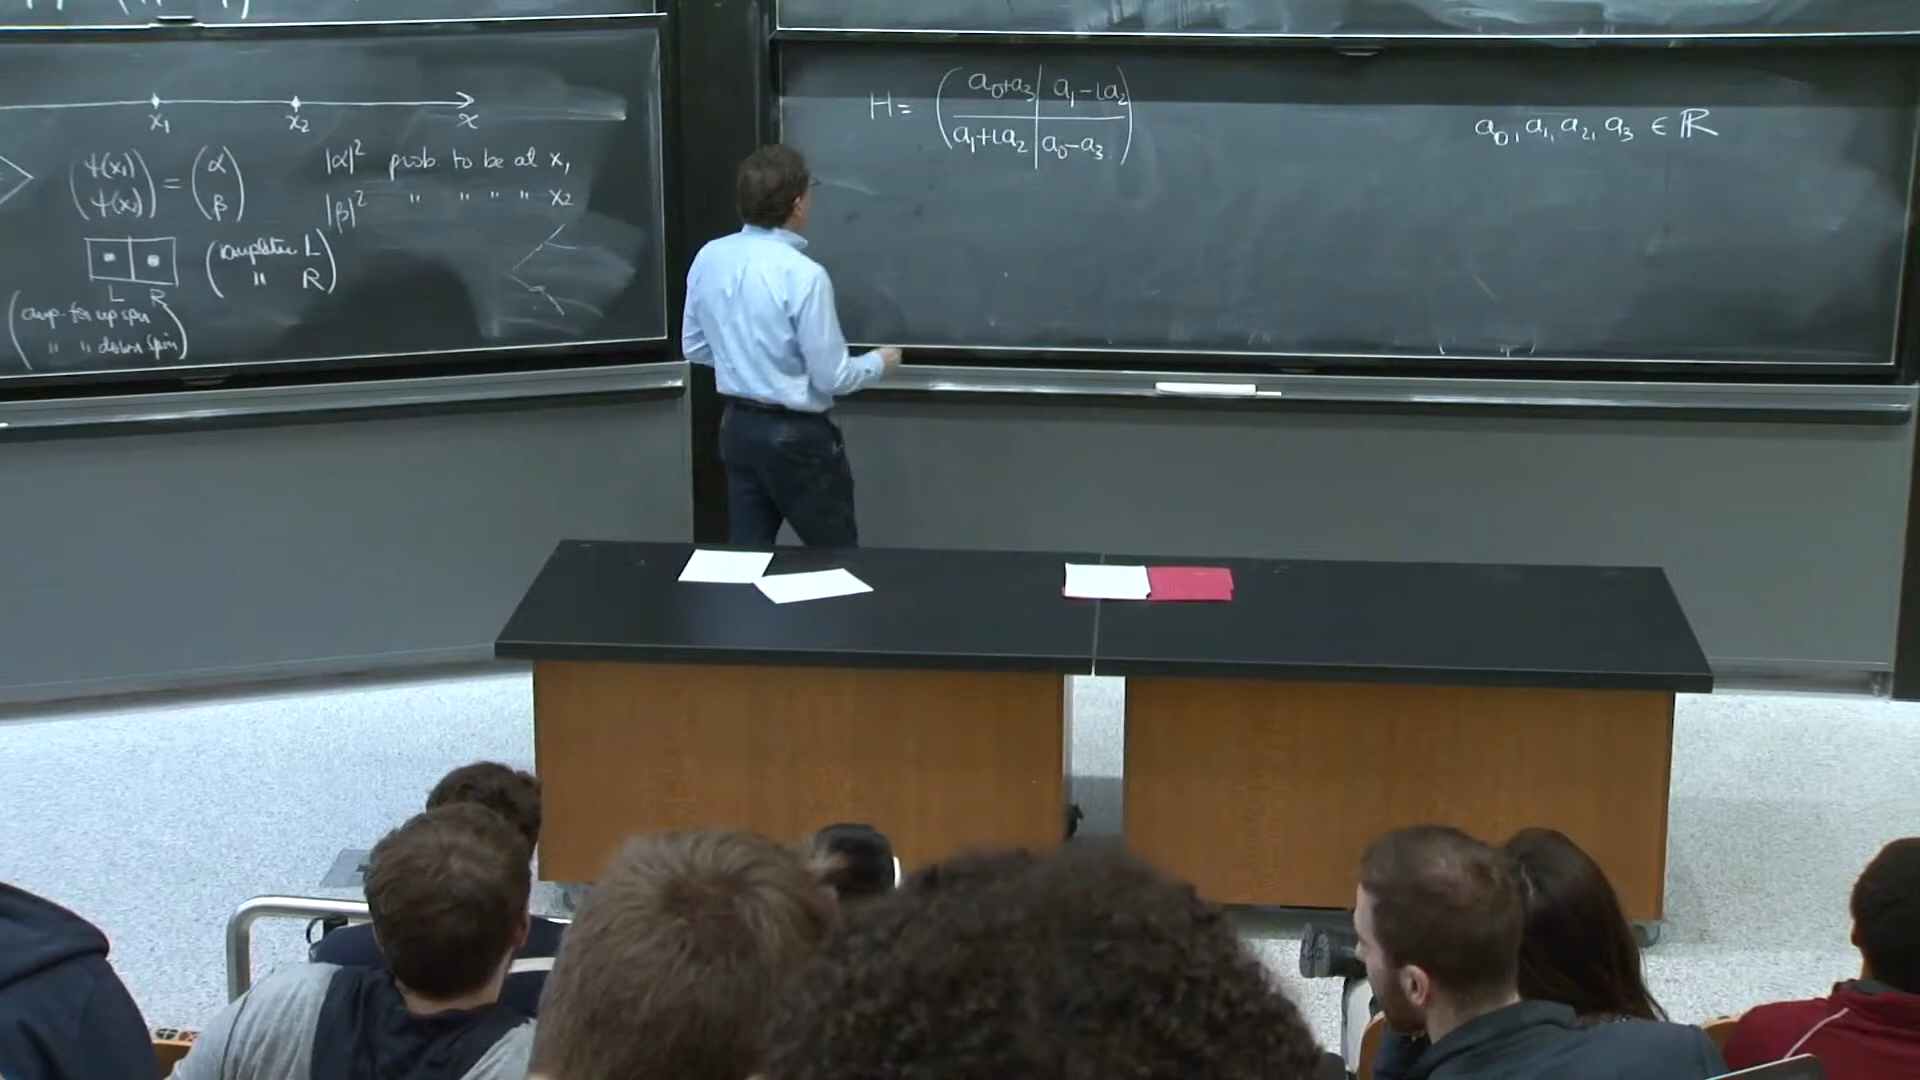 x₁ x₂ x
(ψ(x₁)) = (α) |α|² prob. to be at x₁
(ψ(x₂)) (β) |β|² " " " " x₂
(amplitude L)
( " R)
L R
(amp. for up spin)
( " " down spin)
H = (a₀+a₃ | a₁-ia₂)
(a₁+ia₂ | a₀-a₃)
a₀, a₁, a₂, a₃ ∈ ℝ